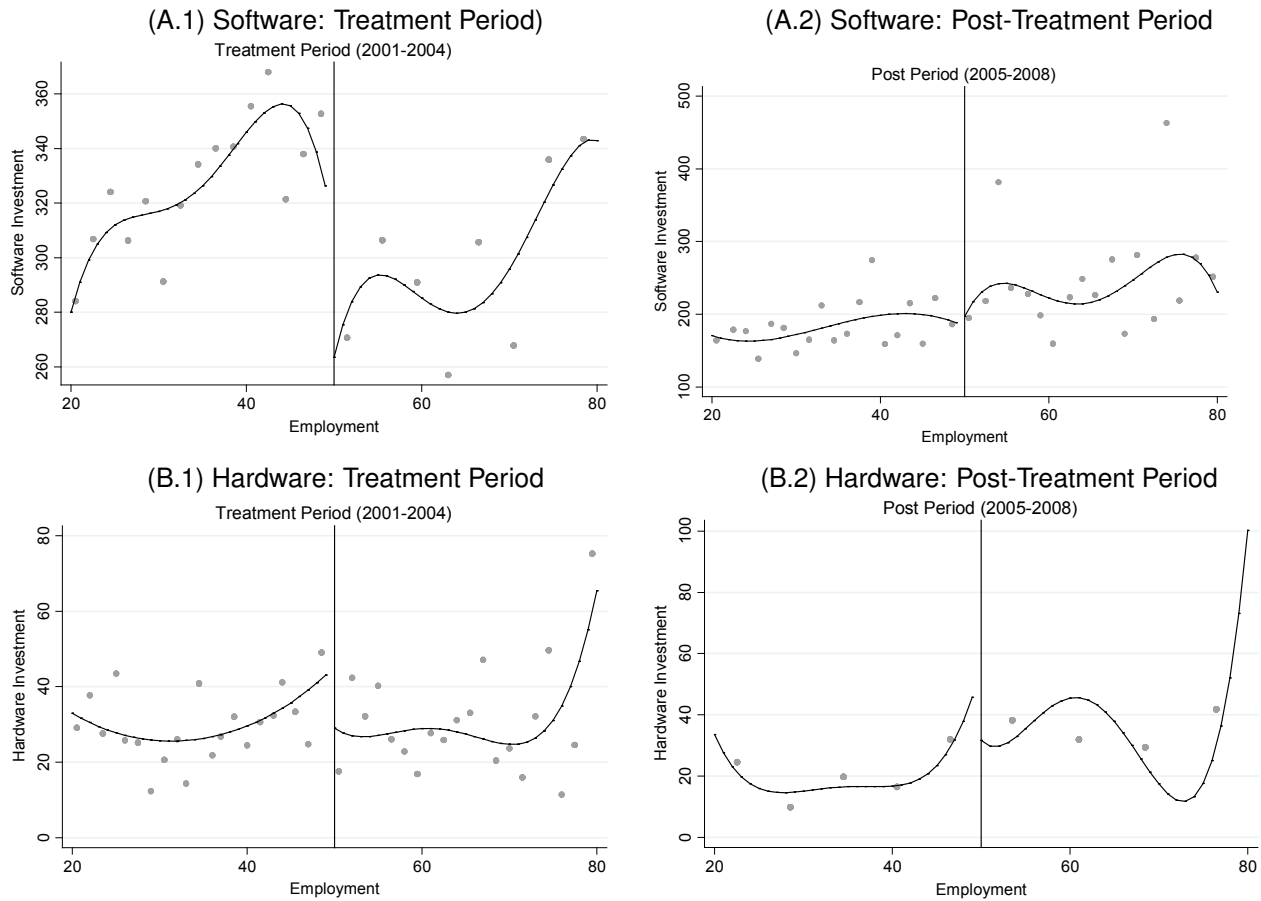 (A.1) Software: Treatment Period)
Treatment Period (2001-2004)
Software Investment
360
340
320
300
280
260
20
40
60
80
Employment
(A.2) Software: Post-Treatment Period
Post Period (2005-2008)
Software Investment
500
400
300
200
100
20
40
60
80
Employment
(B.1) Hardware: Treatment Period
Treatment Period (2001-2004)
Hardware Investment
80
60
40
20
0
20
40
60
80
Employment
(B.2) Hardware: Post-Treatment Period
Post Period (2005-2008)
Hardware Investment
100
80
60
40
20
0
20
40
60
80
Employment